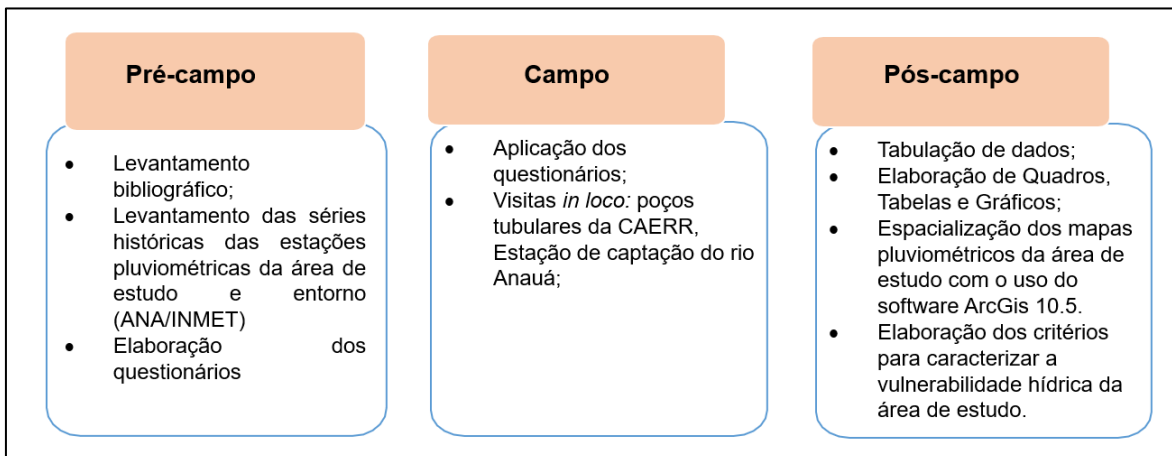 Pré-campo
• Levantamento
bibliográfico;
• Levantamento das séries
históricas das estações
pluviométricas da área de
estudo e entorno
(ANA/INMET)
• Elaboração dos
questionários
Campo
• Aplicação dos
questionários;
• Visitas in loco: poços
tubulares da CAERR,
Estação de captação do rio
Anauá;
Pós-campo
• Tabulação de dados;
• Elaboração de Quadros,
Tabelas e Gráficos;
• Espacialização dos mapas
pluviométricos da área de
estudo com o uso do
software ArcGis 10.5.
• Elaboração dos critérios
para caracterizar a
vulnerabilidade hídrica da
área de estudo.